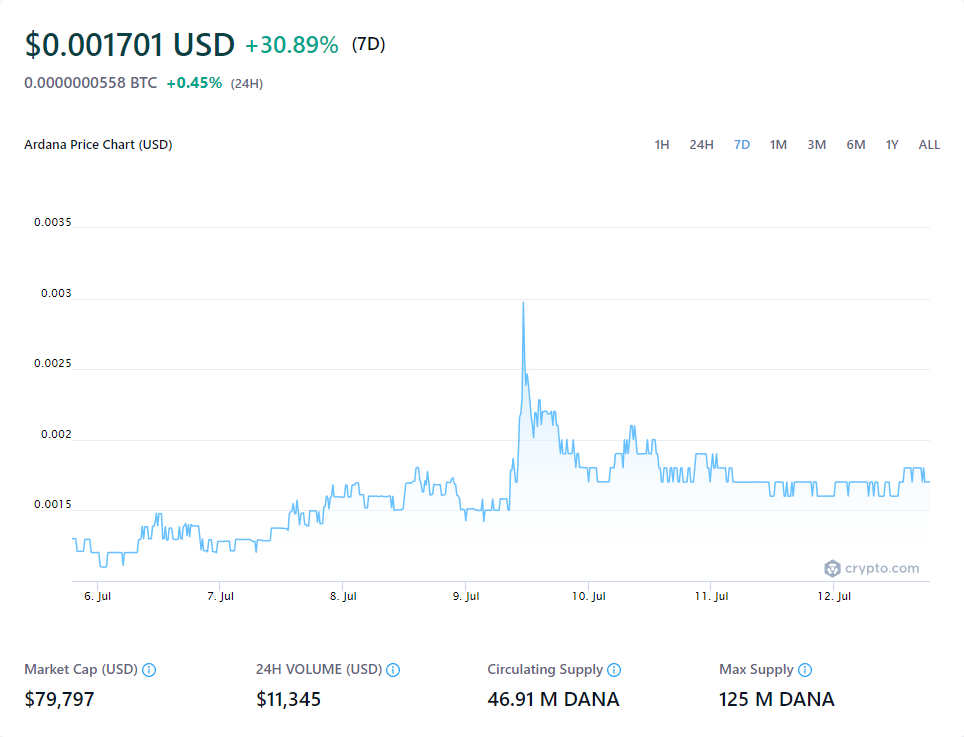 $0.001701 USD +30.89% (7D)
0.0000000558 BTC +0.45% (24H)
Ardana Price Chart (USD) 1H 24H 7D 1M 3M 6M 1Y ALL
0.0035
0.003
0.0025
0.002
0.0015
crypto.com
6. Jul 7. Jul 8. Jul 9. Jul 10. Jul 11. Jul 12. Jul
Market Cap (USD) 24H VOLUME (USD) Circulating Supply Max Supply
$79,797 $11,345 46.91 M DANA 125 M DANA